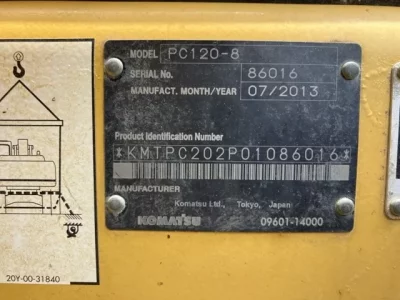 MODEL PC120-8
SERIAL No. 86016
MANUFACT. MONTH/YEAR 07/2013
Product Identification Number
*KMTPC202P01086016*
MANUFACTURER
Komatsu Ltd., Tokyo, Japan
KOMATSU 09601-14000
20Y-00-31840